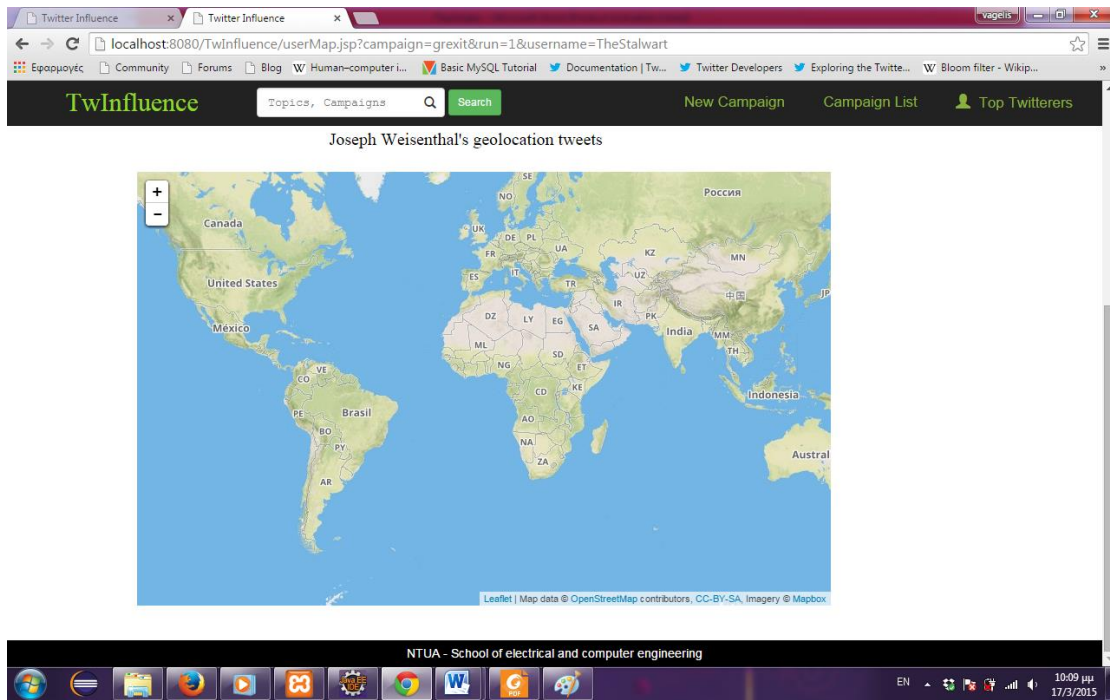 Twitter Influence × Twitter Influence × vagelis
localhost:8080/TwInfluence/userMap.jsp?campaign=grexit&run=1&username=TheStalwart
Εφαρμογές Community Forums Blog W Human–computer i... Basic MySQL Tutorial Documentation | Tw... Twitter Developers Exploring the Twitte... W Bloom filter - Wikip... »
TwInfluence Topics, Campaigns Search New Campaign Campaign List Top Twitterers
Joseph Weisenthal's geolocation tweets
+
−
SE
NO
Россия
Canada
UK
DE PL
UA
KZ
FR
MN
ES IT
TR
UZ
United States
中国
JP
IR
PK
DZ LY EG
SA
India
México
MM
ML
SD
TH
NG
ET
VE
CO
CD KE
Indonesia
PE
Brasil
AO
BO
PY
NA
ZA
Austral
AR
Leaflet | Map data © OpenStreetMap contributors, CC-BY-SA, Imagery © Mapbox
NTUA - School of electrical and computer engineering
Java EE
IDE
W
G
PDF
EN
10:09 μμ
17/3/2015